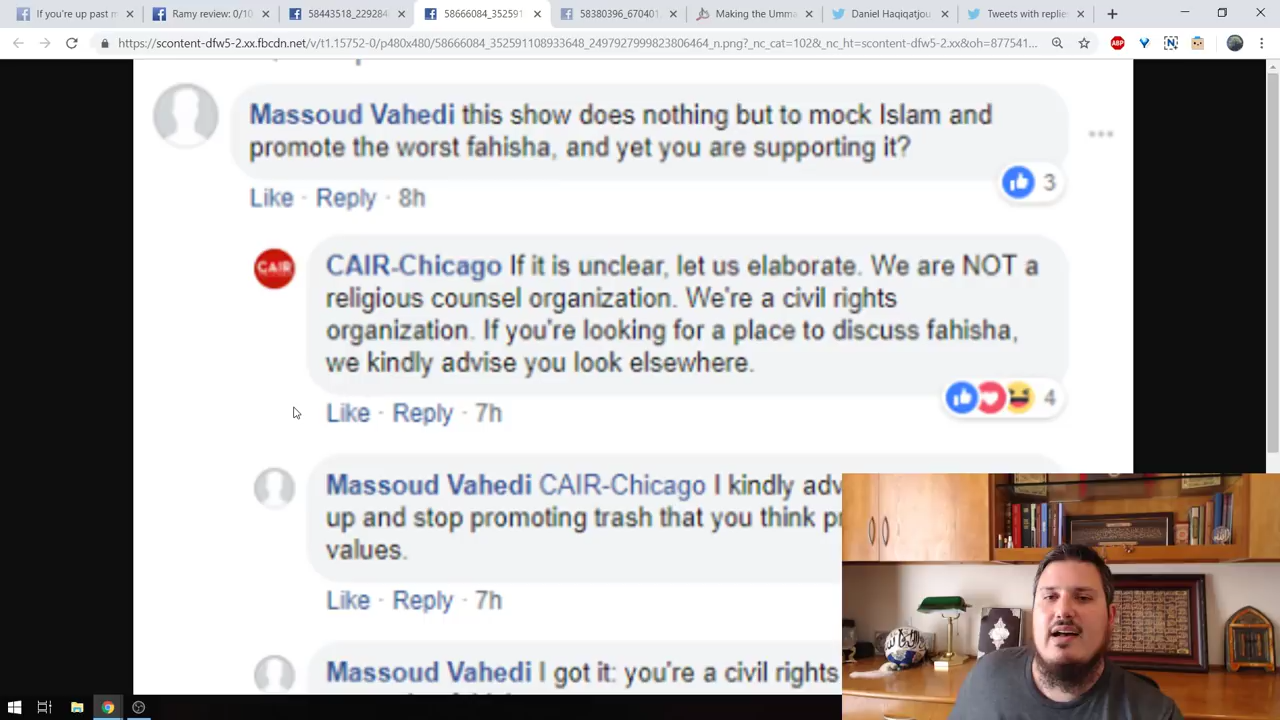 If you're up past m
Ramy review: 0/10
58443518_22928
58666084_352591
58380396_670401
Making the Umma
Daniel Haqiqatjou
Tweets with replie
https://scontent-dfw5-2.xx.fbcdn.net/v/t1.15752-0/p480x480/58666084_352591108933648_2497927999823806464_n.png?_nc_cat=102&_nc_ht=scontent-dfw5-2.xx&oh=877541...
ABP
Massoud Vahedi this show does nothing but to mock Islam and
promote the worst fahisha, and yet you are supporting it?
3
Like · Reply · 8h
CAIR
CAIR-Chicago If it is unclear, let us elaborate. We are NOT a
religious counsel organization. We're a civil rights
organization. If you're looking for a place to discuss fahisha,
we kindly advise you look elsewhere.
4
Like · Reply · 7h
Massoud Vahedi CAIR-Chicago I kindly adv
up and stop promoting trash that you think p
values.
Like · Reply · 7h
Massoud Vahedi I got it: you're a civil rights